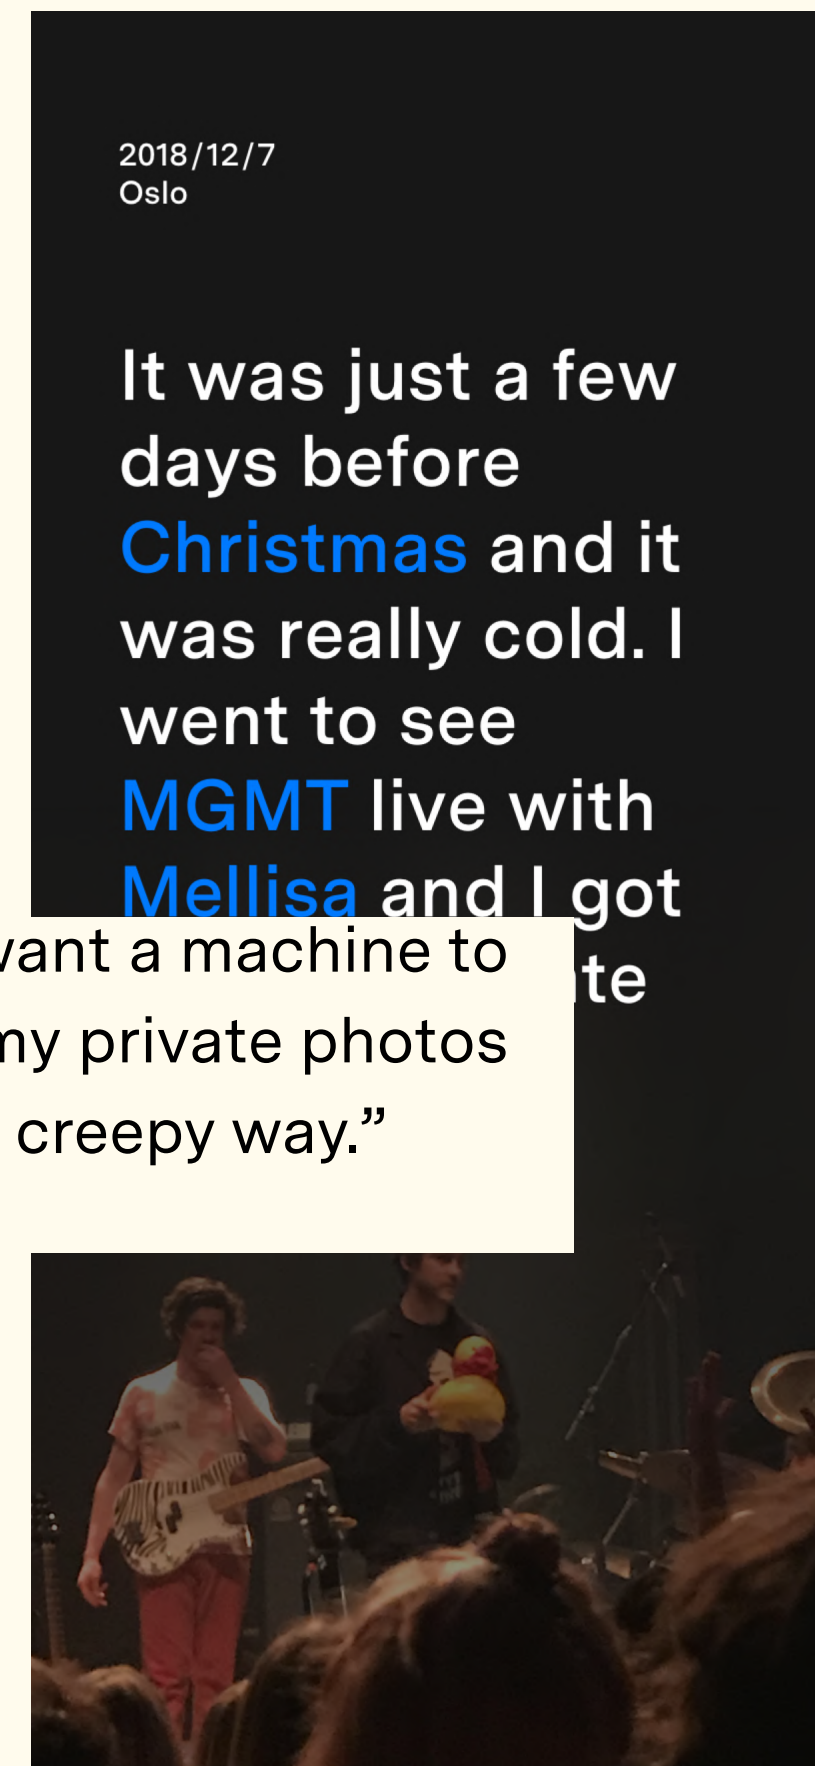 2018/12/7
Oslo
It was just a few
days before
Christmas and it
was really cold. I
went to see
MGMT live with
Mellisa and I got
want a machine to
my private photos
creepy way.”